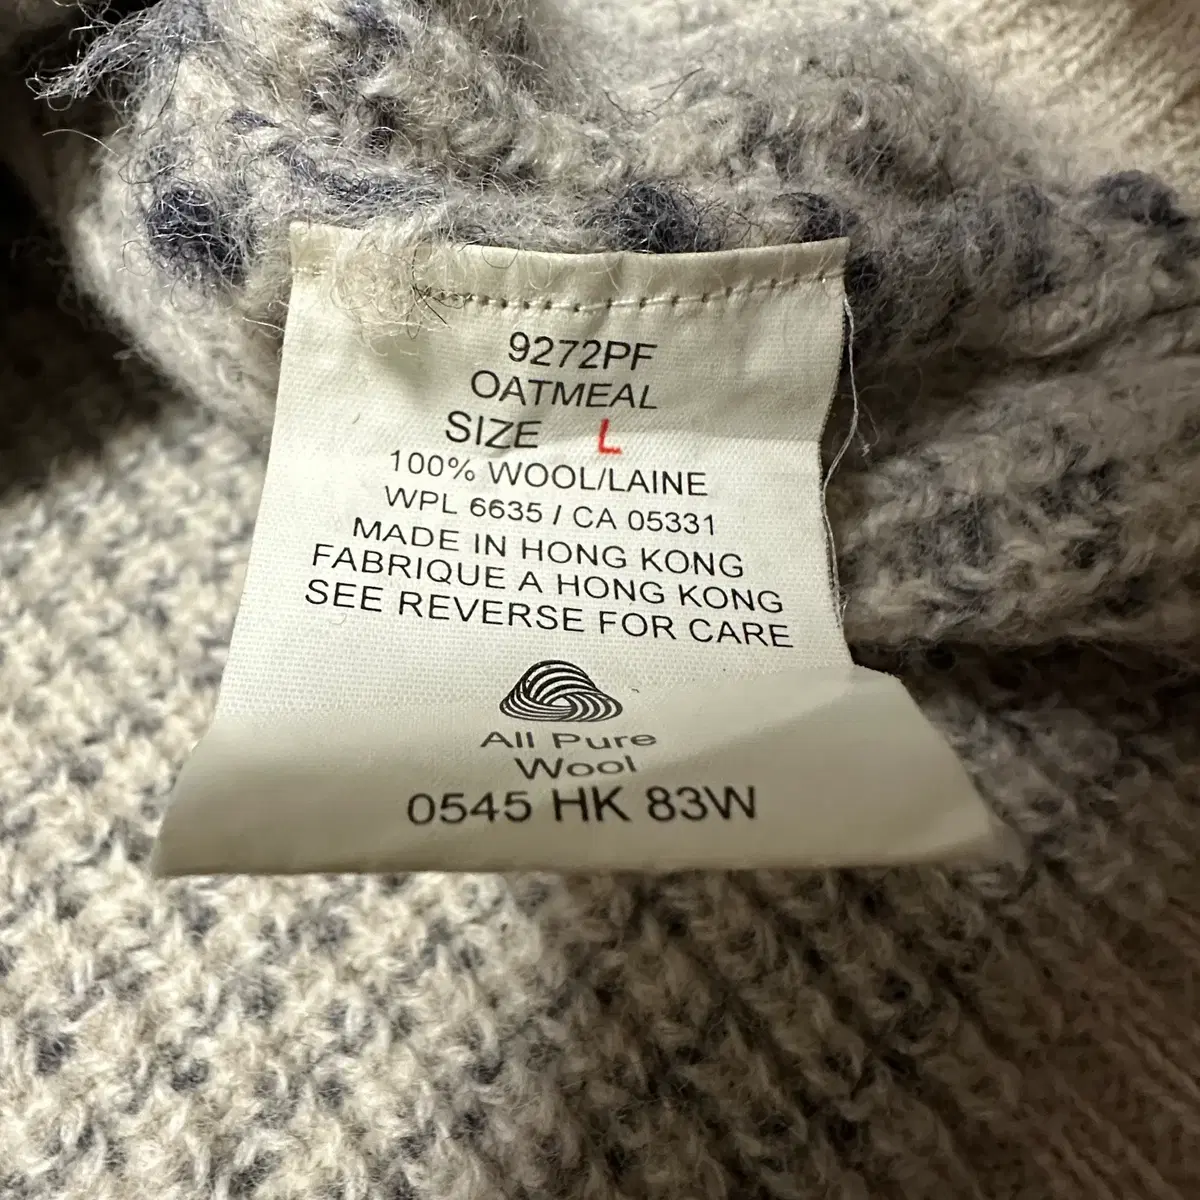 9272PF
OATMEAL
SIZE L
100% WOOL/LAINE
WPL 6635 / CA 05331
MADE IN HONG KONG
FABRIQUE A HONG KONG
SEE REVERSE FOR CARE
All Pure
Wool
0545 HK 83W